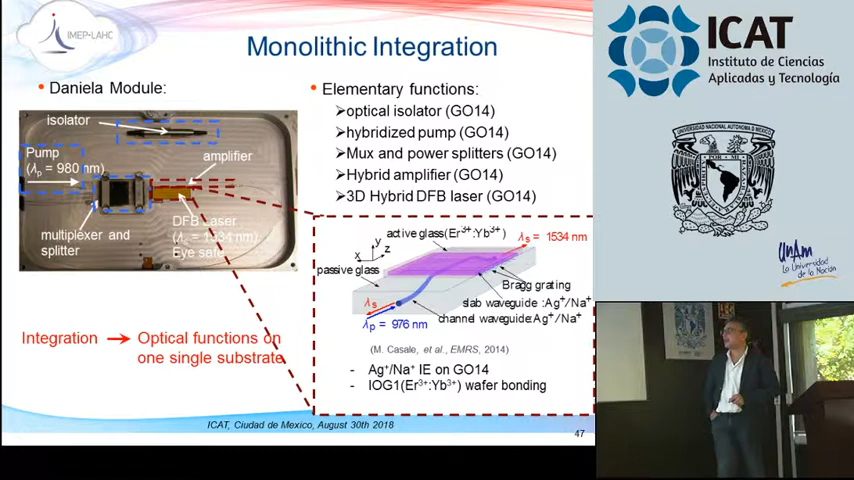 IMEP-LAHC
Monolithic Integration
• Daniela Module:
isolator
Pump
(λp = 980 nm)
amplifier
multiplexer and
splitter
DFB Laser
Eye safe
Integration → Optical functions on
one single substrate
• Elementary functions:
➢optical isolator (GO14)
➢hybridized pump (GO14)
➢Mux and power splitters (GO14)
➢Hybrid amplifier (GO14)
➢3D Hybrid DFB laser (GO14)
active glass(Er3+:Yb3+)
λs = 1534 nm
y
x
z
passive glass
Bragg grating
λs
slab waveguide :Ag+/Na+
channel waveguide:Ag+/Na+
λp = 976 nm
(M. Casale, et al., EMRS, 2014)
- Ag+/Na+ IE on GO14
- IOG1(Er3+:Yb3+) wafer bonding
ICAT, Ciudad de Mexico, August 30th 2018
47
ICAT
Instituto de Ciencias
Aplicadas y Tecnología
UNAM
La Universidad
de la Nación